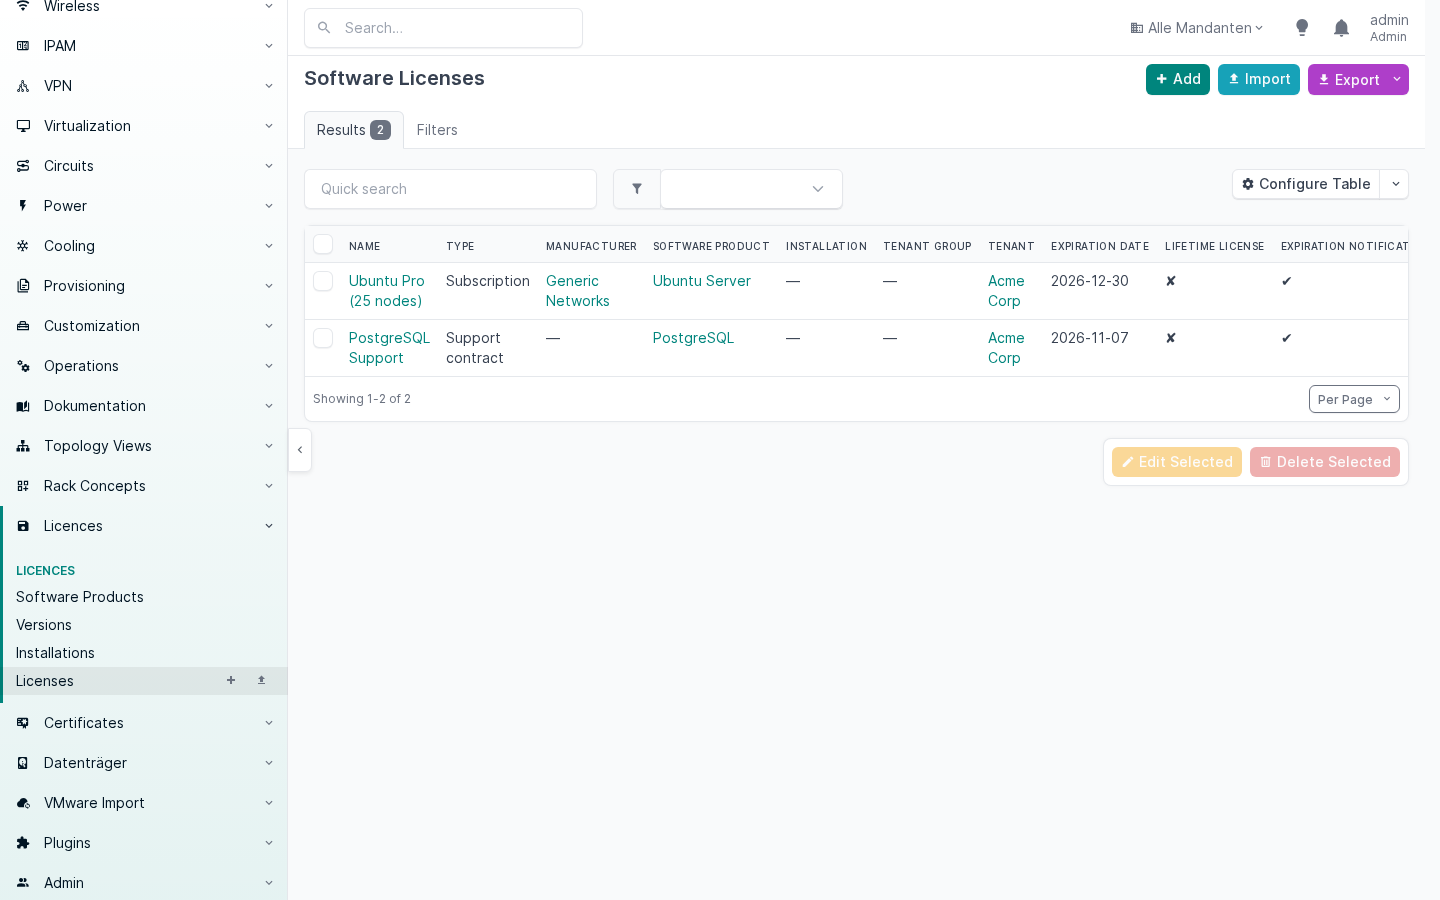 Wireless
IPAM
VPN
Virtualization
Circuits
Power
Cooling
Provisioning
Customization
Operations
Dokumentation
Topology Views
Rack Concepts
Licences
LICENCES
Software Products
Versions
Installations
Licenses
Certificates
Datenträger
VMware Import
Plugins
Admin
Search...
Alle Mandanten
admin
Admin
Software Licenses
Add
Import
Export
Results 2
Filters
Quick search
Configure Table
NAME TYPE MANUFACTURER SOFTWARE PRODUCT INSTALLATION TENANT GROUP TENANT EXPIRATION DATE LIFETIME LICENSE EXPIRATION NOTIFICAT
Ubuntu Pro Subscription Generic Ubuntu Server — — Acme 2026-12-30 ✘ ✔
(25 nodes) Networks Corp
PostgreSQL Support — PostgreSQL — — Acme 2026-11-07 ✘ ✔
Support contract Corp
Showing 1-2 of 2
Per Page
Edit Selected
Delete Selected